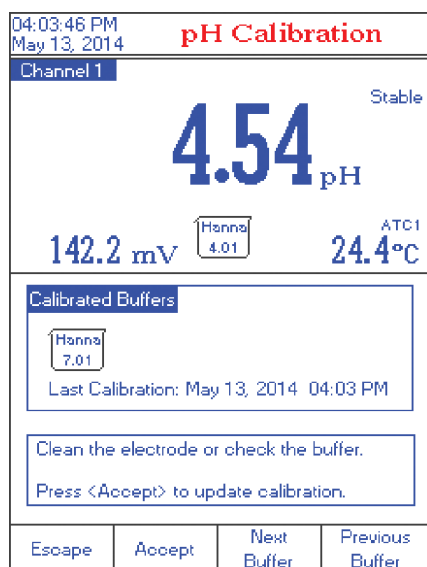 04:03:46 PM
May 13, 2014
pH Calibration
Channel 1
Stable
4.54 pH
142.2 mV
Hanna
4.01
ATC1
24.4°C
Calibrated Buffers
Hanna
7.01
Last Calibration: May 13, 2014 04:03 PM
Clean the electrode or check the buffer.
Press <Accept> to update calibration.
Escape
Accept
Next
Buffer
Previous
Buffer